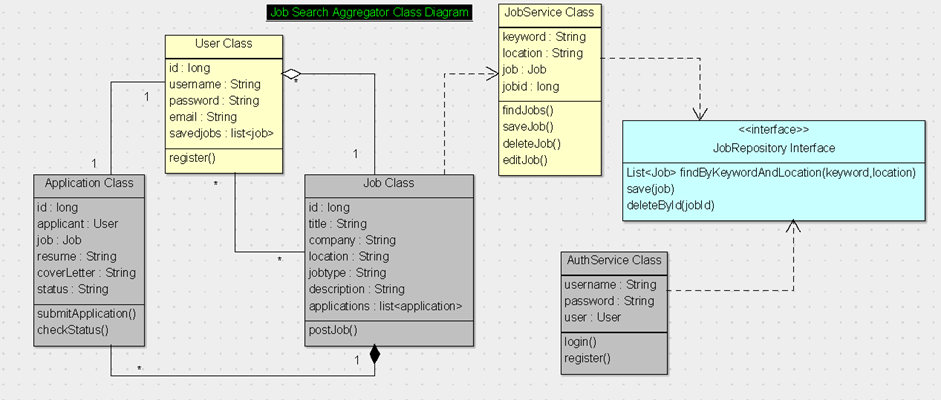 Job Search Aggregator Class Diagram
User Class
id : long
username : String
password : String
email : String
savedjobs : list<job>
register()
1
*
1
1
*
*
Application Class
id : long
applicant : User
job : Job
resume : String
coverLetter : String
status : String
submitApplication()
checkStatus()
*
Job Class
id : long
title : String
company : String
location : String
jobtype : String
description : String
applications : list<application>
postJob()
1
JobService Class
keyword : String
location : String
job : Job
jobid : long
findJobs()
saveJob()
deleteJob()
editJob()
<<interface>>
JobRepository Interface
List<Job> findByKeywordAndLocation(keyword,location)
save(job)
deleteById(jobId)
AuthService Class
username : String
password : String
user : User
login()
register()